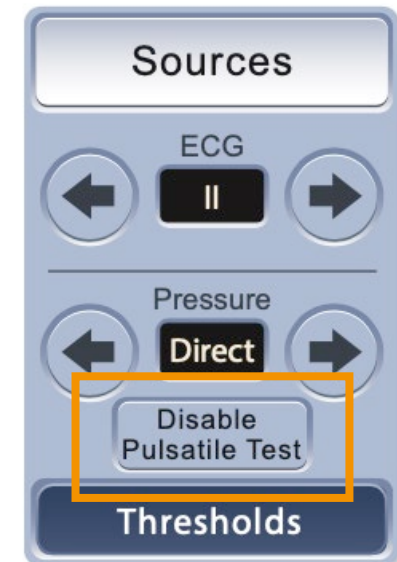 Sources
ECG
II
Pressure
Direct
Disable
Pulsatile Test
Thresholds